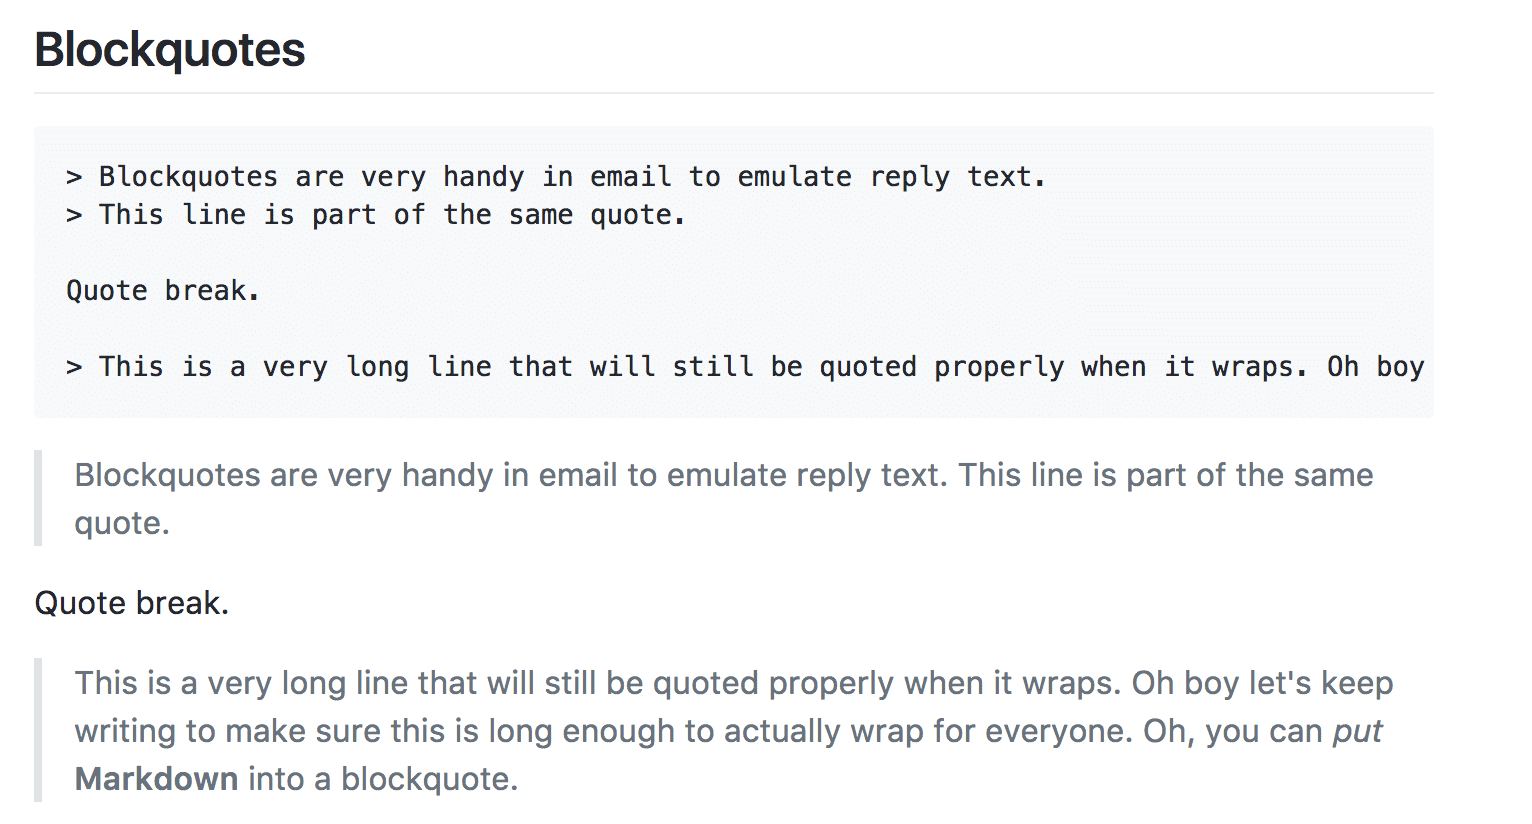 Blockquotes
> Blockquotes are very handy in email to emulate reply text.
> This line is part of the same quote.
Quote break.
> This is a very long line that will still be quoted properly when it wraps. Oh boy
Blockquotes are very handy in email to emulate reply text. This line is part of the same
quote.
Quote break.
This is a very long line that will still be quoted properly when it wraps. Oh boy let's keep
writing to make sure this is long enough to actually wrap for everyone. Oh, you can put
Markdown into a blockquote.